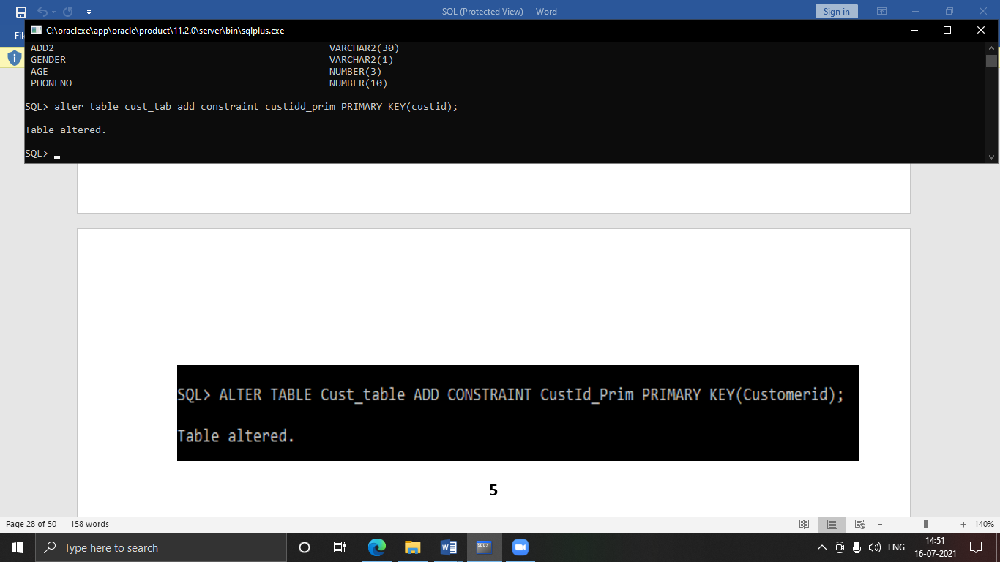 SQL (Protected View) - Word
Sign in
Fil
C:\oraclexe\app\oracle\product\11.2.0\server\bin\sqlplus.exe
ADD2 VARCHAR2(30)
GENDER VARCHAR2(1)
AGE NUMBER(3)
PHONENO NUMBER(10)
SQL> alter table cust_tab add constraint custidd_prim PRIMARY KEY(custid);
Table altered.
SQL>
SQL> ALTER TABLE Cust_table ADD CONSTRAINT CustId_Prim PRIMARY KEY(Customerid);
Table altered.
5
Page 28 of 50 158 words 140%
Type here to search
ENG
14:51
16-07-2021